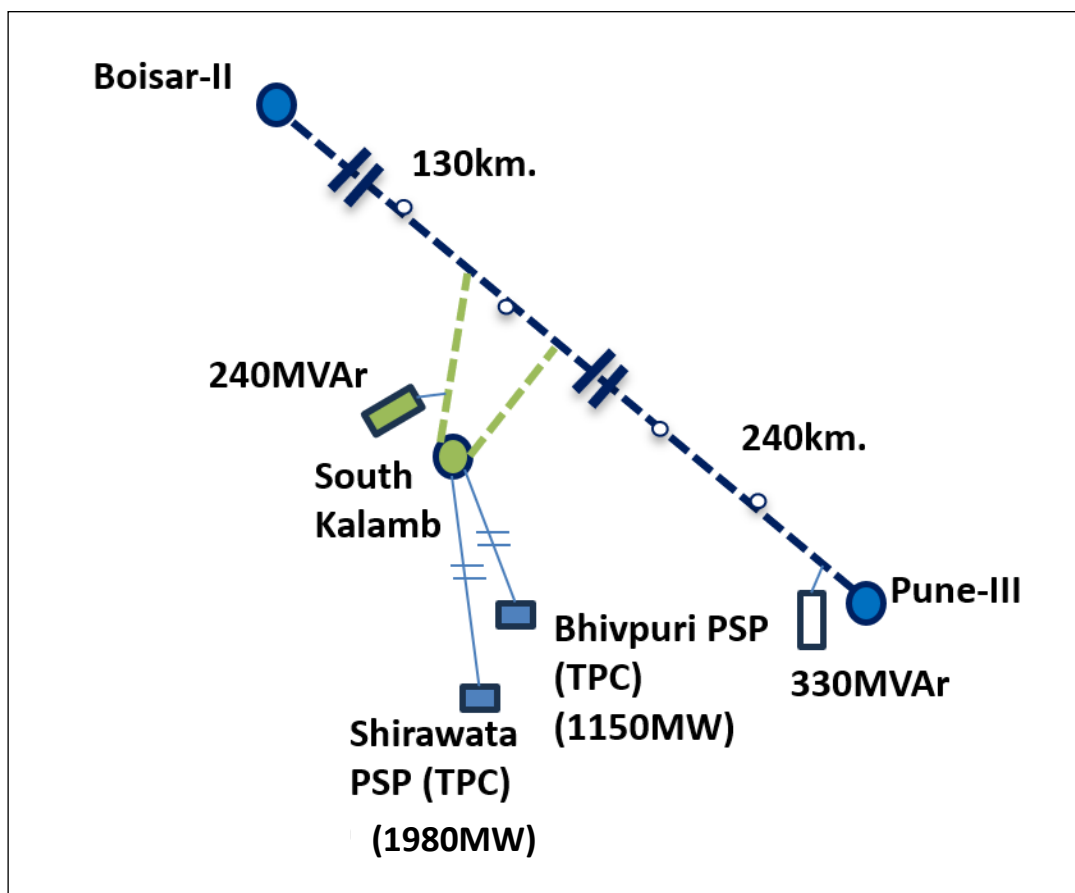 Boisar-II
130km.
240MVAr
South
Kalamb
240km.
Pune-III
Bhivpuri PSP
(TPC)
(1150MW)
330MVAr
Shirawata
PSP (TPC)
(1980MW)